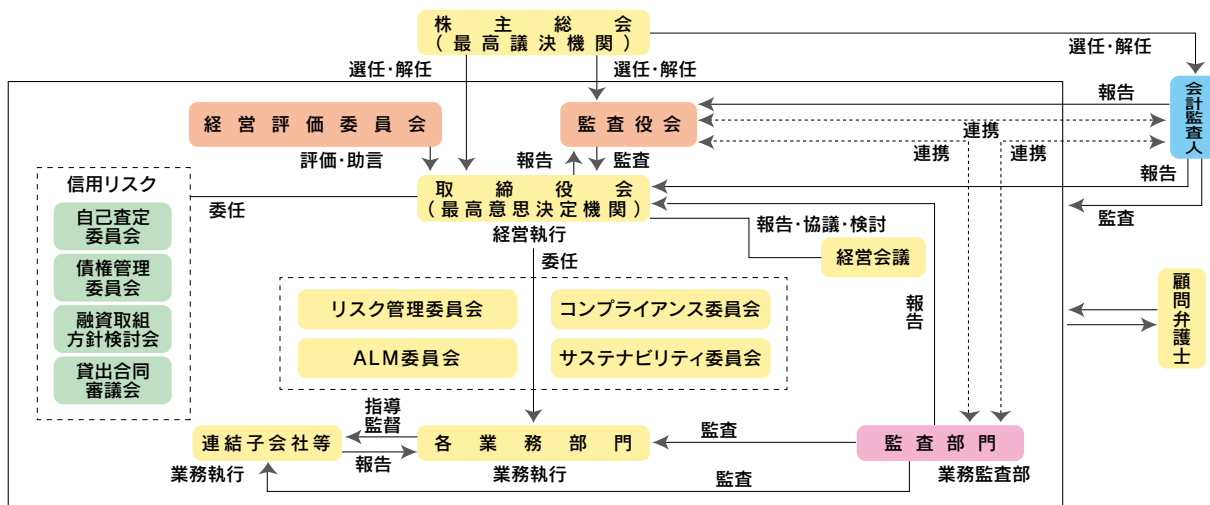 株主総会
(最高議決機関)
選任・解任
選任・解任
選任・解任
経営評価委員会
監査役会
会計監査人
報告
連携
連携
連携
評価・助言
報告
監査
報告
信用リスク
自己査定
委員会
債権管理
委員会
融資取組
方針検討会
貸出合同
審議会
委任
取締役会
(最高意思決定機関)
経営執行
報告・協議・検討
経営会議
監査
委任
リスク管理委員会
コンプライアンス委員会
ALM委員会
サステナビリティ委員会
報告
顧問弁護士
指導
監督
連結子会社等
業務執行
報告
各業務部門
業務執行
監査
監査部門
業務監査部
監査